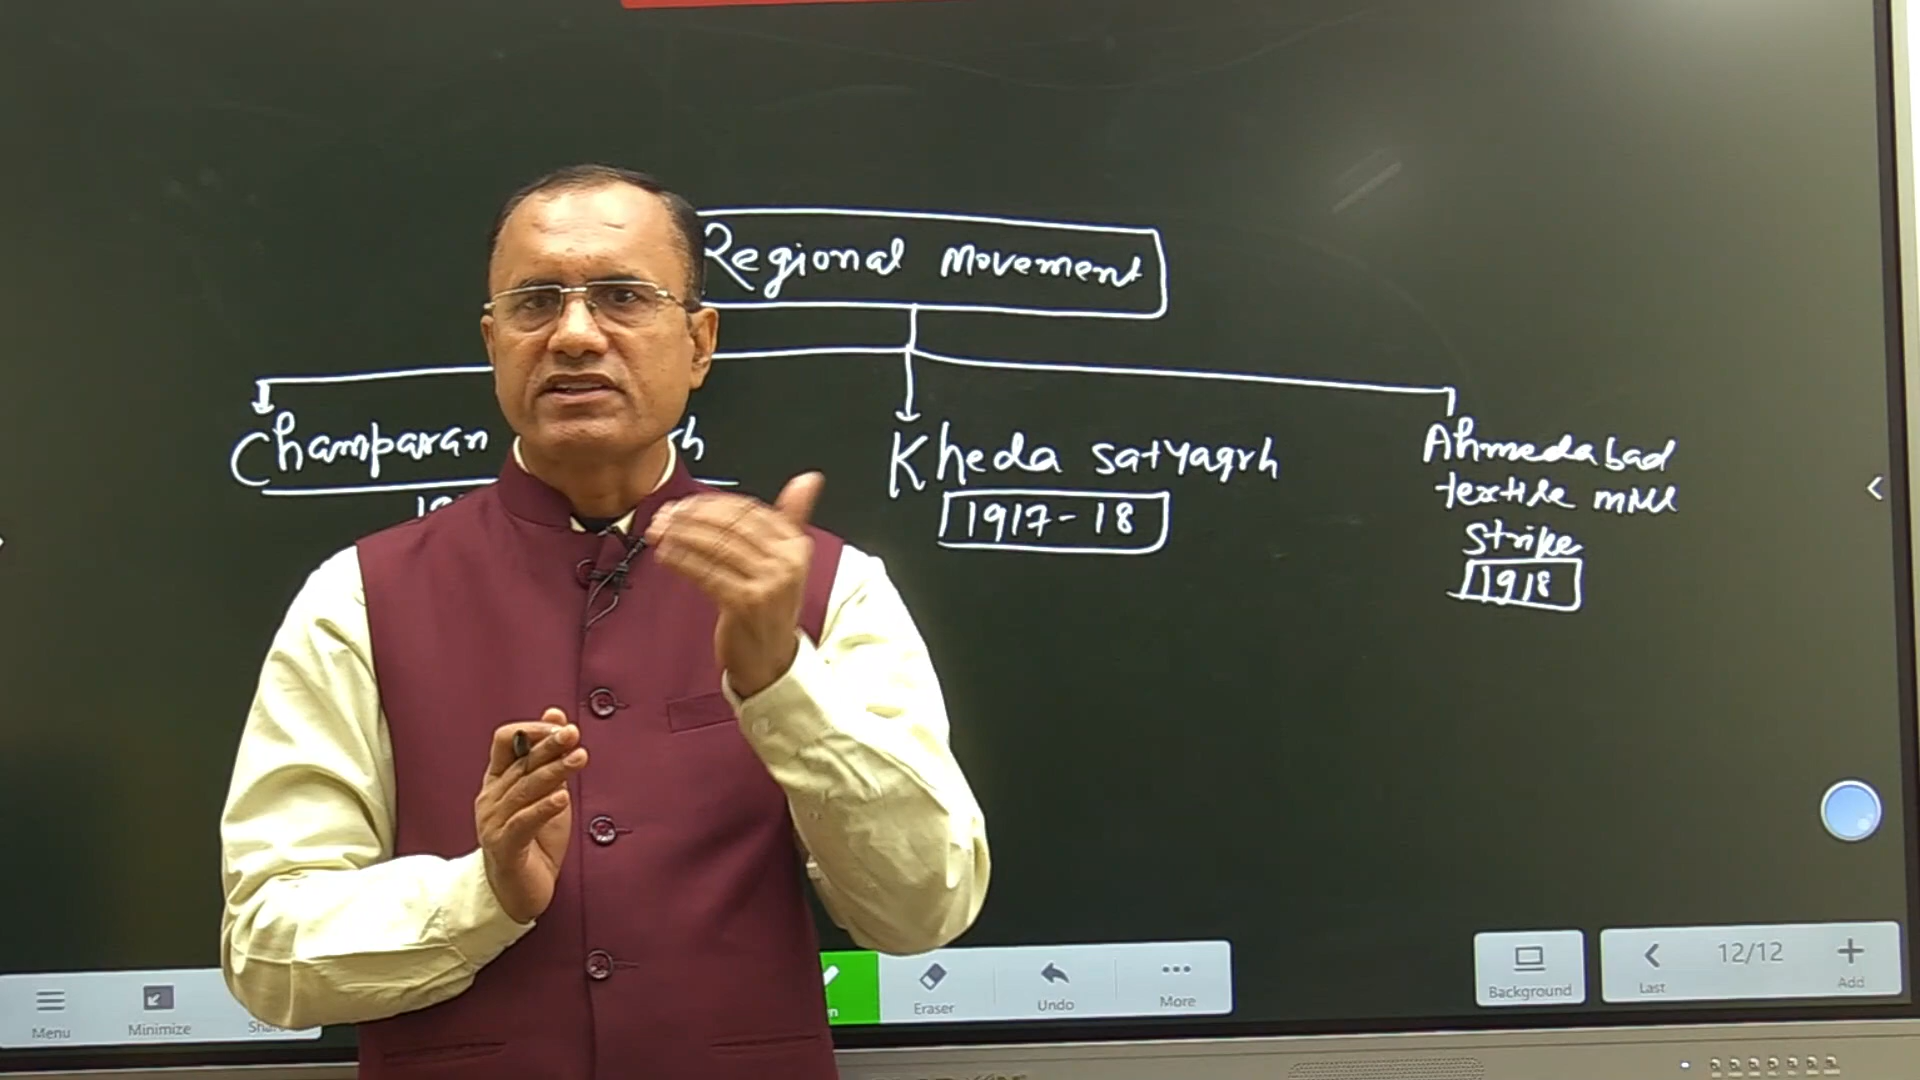 Regional Movement
Champaran
Kheda satyagrh
1917-18
Ahmedabad
textile mill
strike
1918
Menu
Minimize
Eraser
Undo
More
Background
Last
12/12
Add